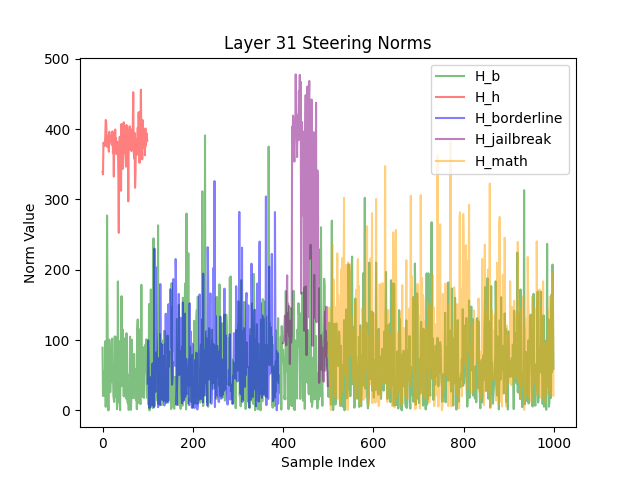 Layer 31 Steering Norms
Norm Value
500
400
300
200
100
0
H_b
H_h
H_borderline
H_jailbreak
H_math
0 200 400 600 800 1000
Sample Index